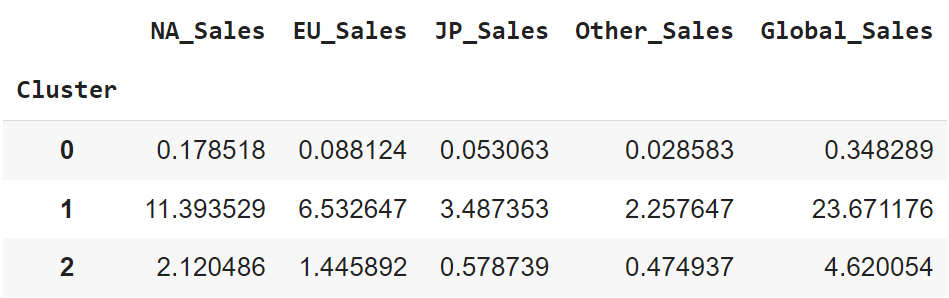 NA_Sales EU_Sales JP_Sales Other_Sales Global_Sales
Cluster
0 0.178518 0.088124 0.053063 0.028583 0.348289
1 11.393529 6.532647 3.487353 2.257647 23.671176
2 2.120486 1.445892 0.578739 0.474937 4.620054